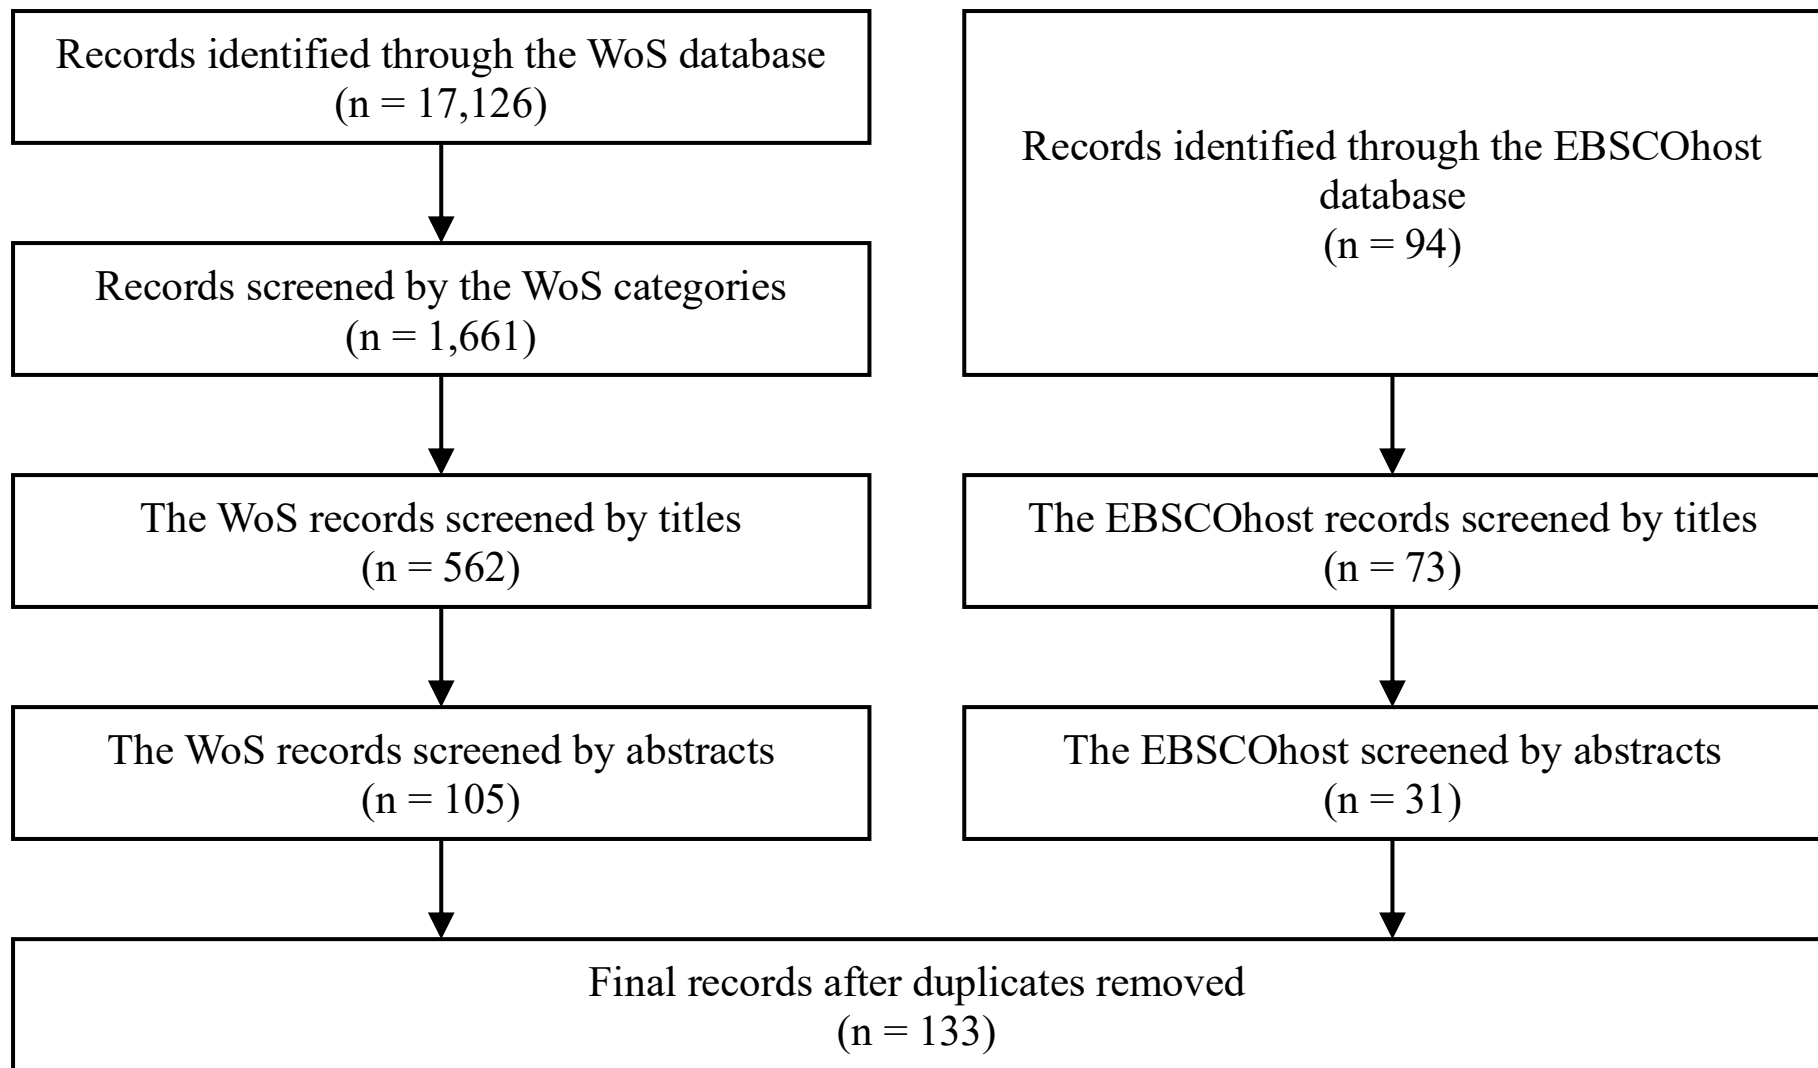 Records identified through the WoS database
(n = 17,126)
Records identified through the EBSCOhost
database
(n = 94)
Records screened by the WoS categories
(n = 1,661)
The WoS records screened by titles
(n = 562)
The EBSCOhost records screened by titles
(n = 73)
The WoS records screened by abstracts
(n = 105)
The EBSCOhost screened by abstracts
(n = 31)
Final records after duplicates removed
(n = 133)